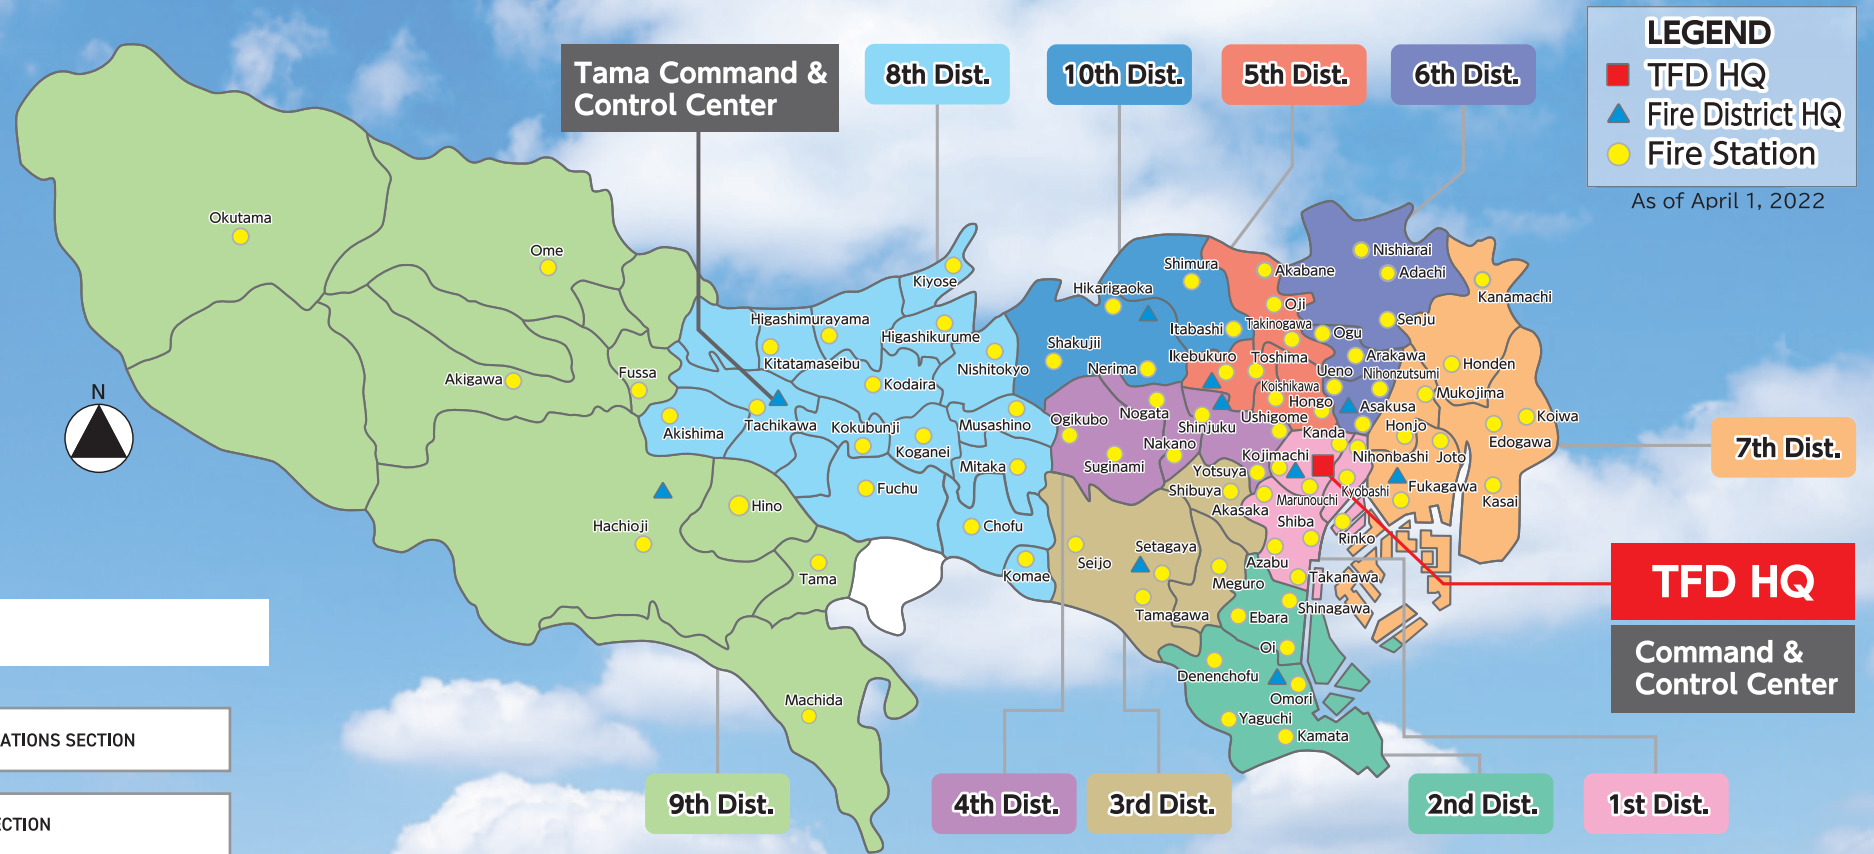 LEGEND
TFD HQ
Fire District HQ
Fire Station
As of April 1, 2022
Tama Command &
Control Center
8th Dist.
10th Dist.
5th Dist.
6th Dist.
Okutama
Ome
Kiyose
Shimura
Hikarigaoka
Akabane
Nishiarai
Adachi
Kanamachi
Higashimurayama
Higashikurume
Kitatamaseibu
Nishitokyo
Shakujii
Nerima
Itabashi
Oji
Takinogawa
Ogu
Senju
Ikebukuro
Toshima
Arakawa
Ueno
Nihonzutsumi
Honden
Akigawa
Fussa
Kodaira
Koishikawa
Hongo
Mukojima
N
Akishima
Tachikawa
Kokubunji
Koganei
Musashino
Ogikubo
Nogata
Shinjuku
Ushigome
Asakusa
Koiwa
Honjo
Edogawa
Nakano
Kanda
Mitaka
Suginami
Kojimachi
Nihonbashi
Joto
7th Dist.
Yotsuya
Fuchu
Shibuya
Marunouchi
Kyobashi
Fukagawa
Kasai
Hino
Akasaka
Hachioji
Chofu
Shiba
Rinko
Seijo
Setagaya
Azabu
Tama
Komae
Meguro
Takanawa
TFD HQ
Tamagawa
Ebara
Shinagawa
Oi
Command &
Control Center
Denenchofu
Omori
Machida
Yaguchi
Kamata
ATIONS SECTION
9th Dist.
4th Dist.
3rd Dist.
2nd Dist.
1st Dist.
ECTION